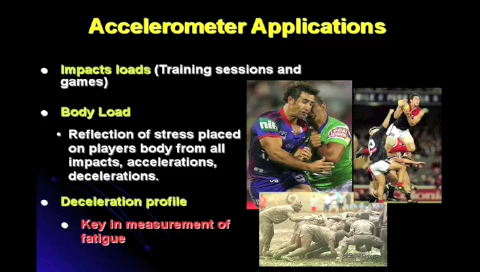 Accelerometer Applications
Impacts loads (Training sessions and
games)
Body Load
Reflection of stress placed
on players body from all
impacts, accelerations,
decelerations.
Deceleration profile
Key in measurement of
fatigue